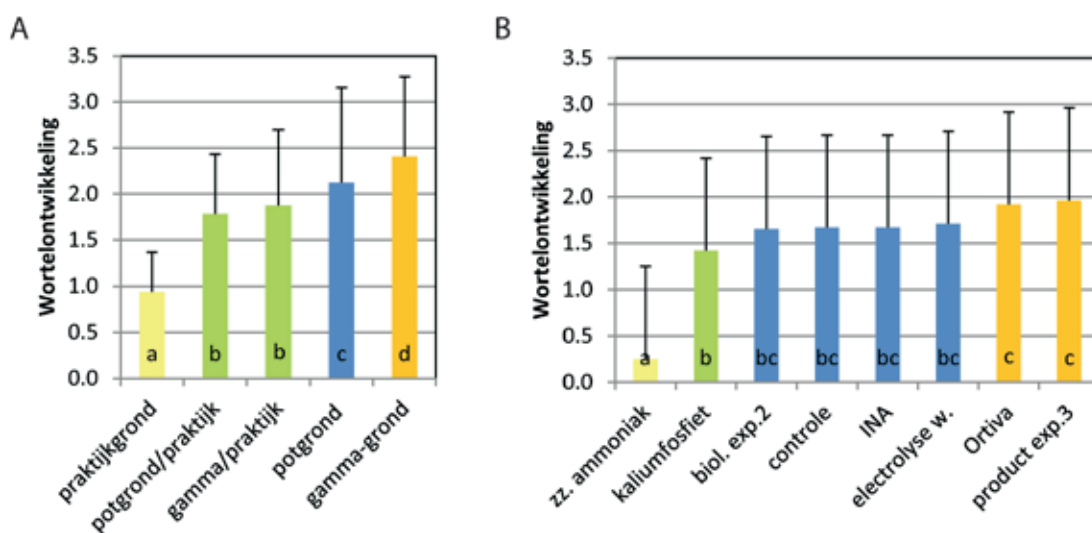 A
Wortelontwikkeling
3.5
3.0
2.5
2.0
1.5
1.0
0.5
0.0
a
b
b
c
d
praktijkgrond
potgrond/praktijk
gamma/praktijk
potgrond
gamma-grond
B
Wortelontwikkeling
3.5
3.0
2.5
2.0
1.5
1.0
0.5
0.0
a
b
bc
bc
bc
bc
c
c
zz. ammoniak
kaliumfosfiet
biol. exp.2
controle
INA
electrolyse w.
Ortiva
product exp.3